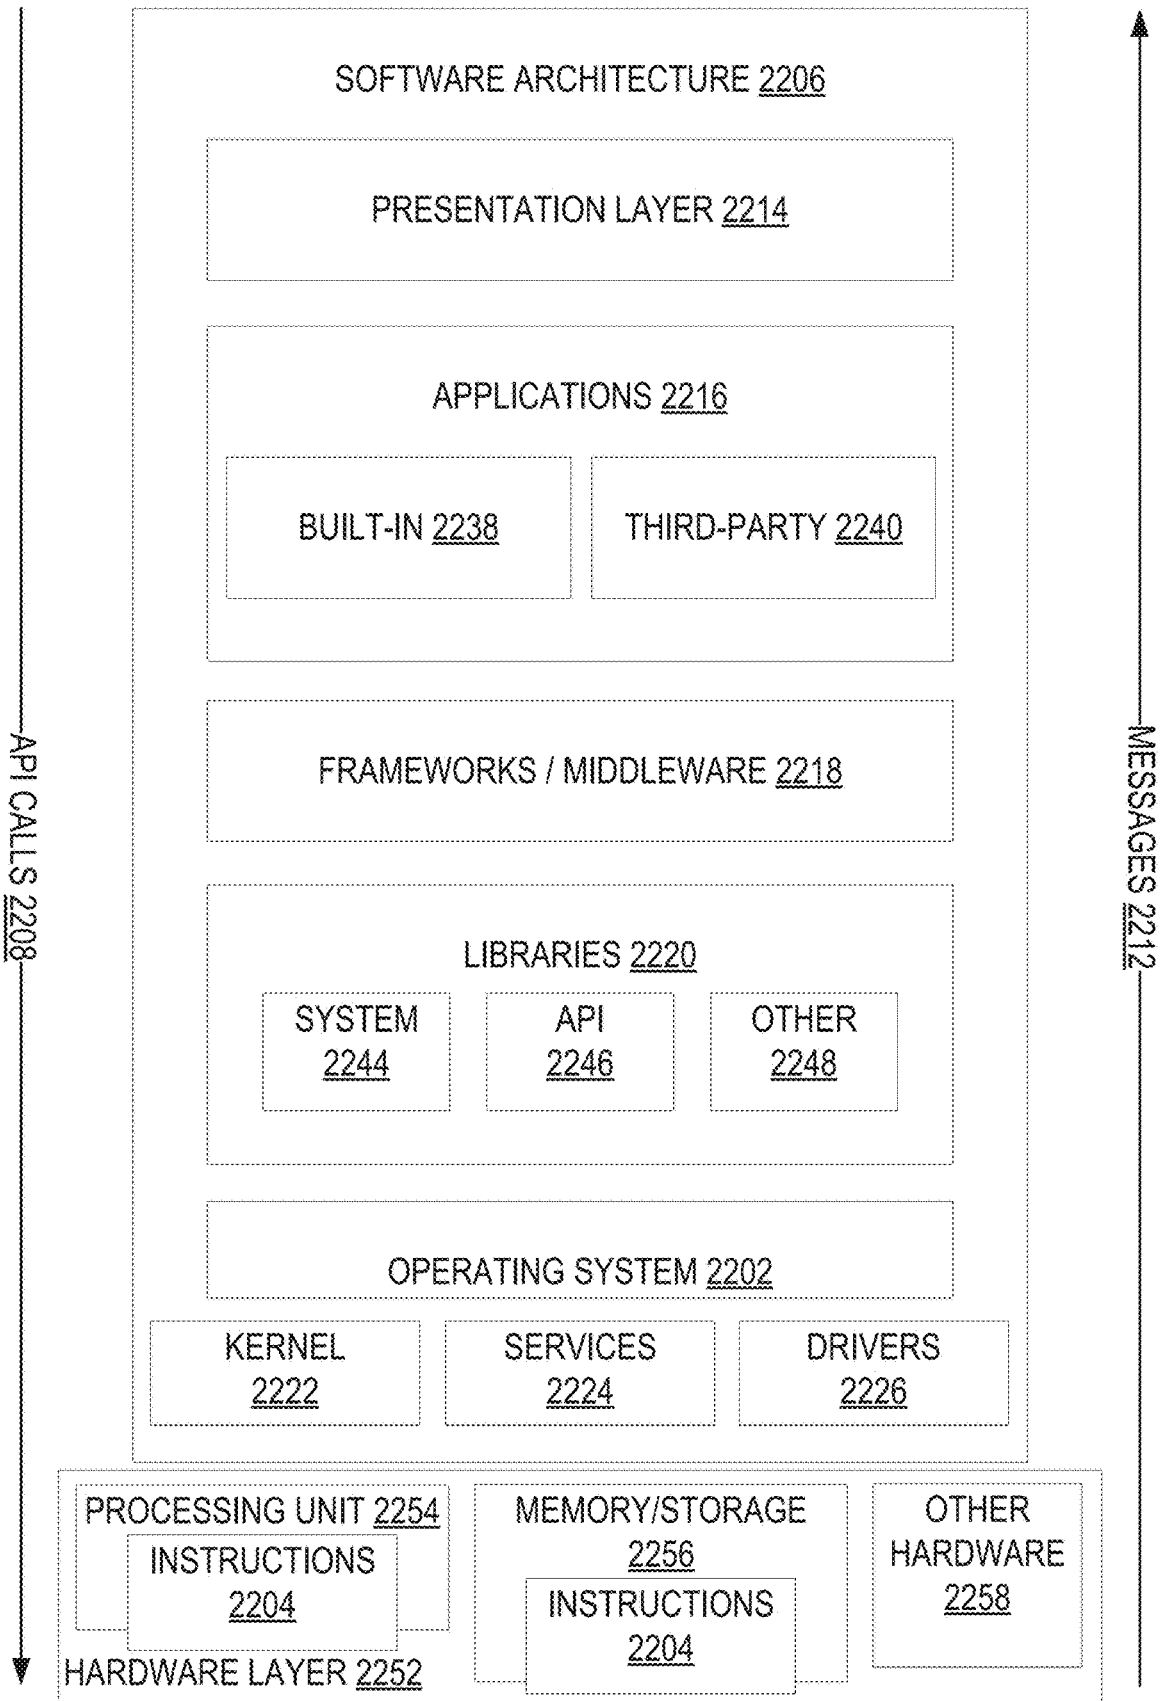 SOFTWARE ARCHITECTURE 2206
PRESENTATION LAYER 2214
APPLICATIONS 2216
BUILT-IN 2238
THIRD-PARTY 2240
FRAMEWORKS / MIDDLEWARE 2218
API CALLS 2208
MESSAGES 2212
LIBRARIES 2220
SYSTEM
2244
API
2246
OTHER
2248
OPERATING SYSTEM 2202
KERNEL
2222
SERVICES
2224
DRIVERS
2226
PROCESSING UNIT 2254
INSTRUCTIONS
2204
MEMORY/STORAGE
2256
INSTRUCTIONS
2204
OTHER
HARDWARE
2258
HARDWARE LAYER 2252